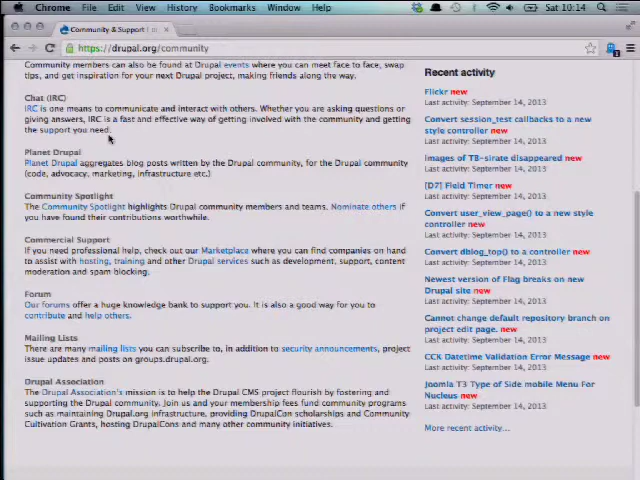 Chrome File Edit View History Bookmarks Window Help Sat 10:14
Community & Support |
https://drupal.org/community
Community members can also be found at Drupal events where you can meet face to face, swap
tips, and get inspiration for your next Drupal project, making friends along the way.
Chat (IRC)
IRC is one means to communicate and interact with others. Whether you are asking questions or
giving answers, IRC is a fast and effective way of getting involved with the community and getting
the support you need.
Planet Drupal
Planet Drupal aggregates blog posts written by the Drupal community, for the Drupal community
(code, advocacy, marketing, infrastructure etc.)
Community Spotlight
The Community Spotlight highlights Drupal community members and teams. Nominate others if
you have found their contributions worthwhile.
Commercial Support
If you need professional help, check out our Marketplace where you can find companies on hand
to assist with hosting, training and other Drupal services such as development, support, content
moderation and spam blocking.
Forum
Our forums offer a huge knowledge bank to support you. It is also a good way for you to
contribute and help others.
Mailing Lists
There are many mailing lists you can subscribe to, in addition to security announcements, project
issue updates and posts on groups.drupal.org.
Drupal Association
The Drupal Association's mission is to help the Drupal CMS project flourish by fostering and
supporting the Drupal community. Join us and your membership fees fund community programs
such as maintaining Drupal.org infrastructure, providing DrupalCon scholarships and Community
Cultivation Grants, hosting DrupalCons and many other community initiatives.
Recent activity
Flickr new
Last activity: September 14, 2013
Convert session_test callbacks to a new
style controller new
Last activity: September 14, 2013
Images of TB-sirate disappeared new
Last activity: September 14, 2013
[D7] Field Timer new
Last activity: September 14, 2013
Convert user_view_page() to a new style
controller new
Last activity: September 14, 2013
Convert dblog_top() to a controller new
Last activity: September 14, 2013
Newest version of Flag breaks on new
Drupal site new
Last activity: September 14, 2013
Cannot change default repository branch on
project edit page. new
Last activity: September 14, 2013
CCK Datetime Validation Error Message new
Last activity: September 14, 2013
Joomla T3 Type of Side mobile Menu For
Nucleus new
Last activity: September 14, 2013
More recent activity...